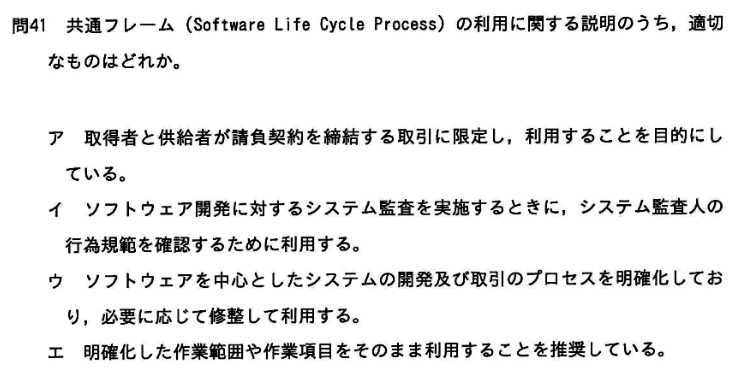 問41 共通フレーム（Software Life Cycle Process）の利用に関する説明のうち，適切
なものはどれか。
ア 取得者と供給者が請負契約を締結する取引に限定し，利用することを目的にし
ている。
イ ソフトウェア開発に対するシステム監査を実施するときに，システム監査人の
行為規範を確認するために利用する。
ウ ソフトウェアを中心としたシステムの開発及び取引のプロセスを明確化してお
り，必要に応じて修整して利用する。
エ 明確化した作業範囲や作業項目をそのまま利用することを推奨している。